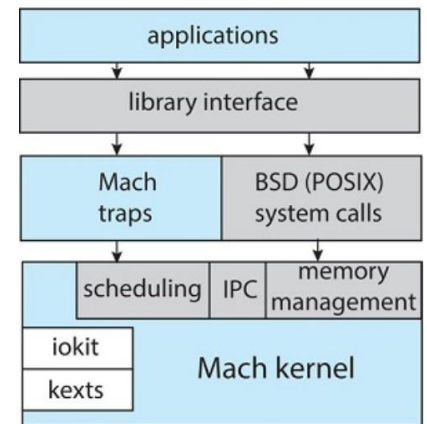 applications
library interface
Mach
traps
BSD (POSIX)
system calls
scheduling
IPC
memory
management
iokit
kexts
Mach kernel